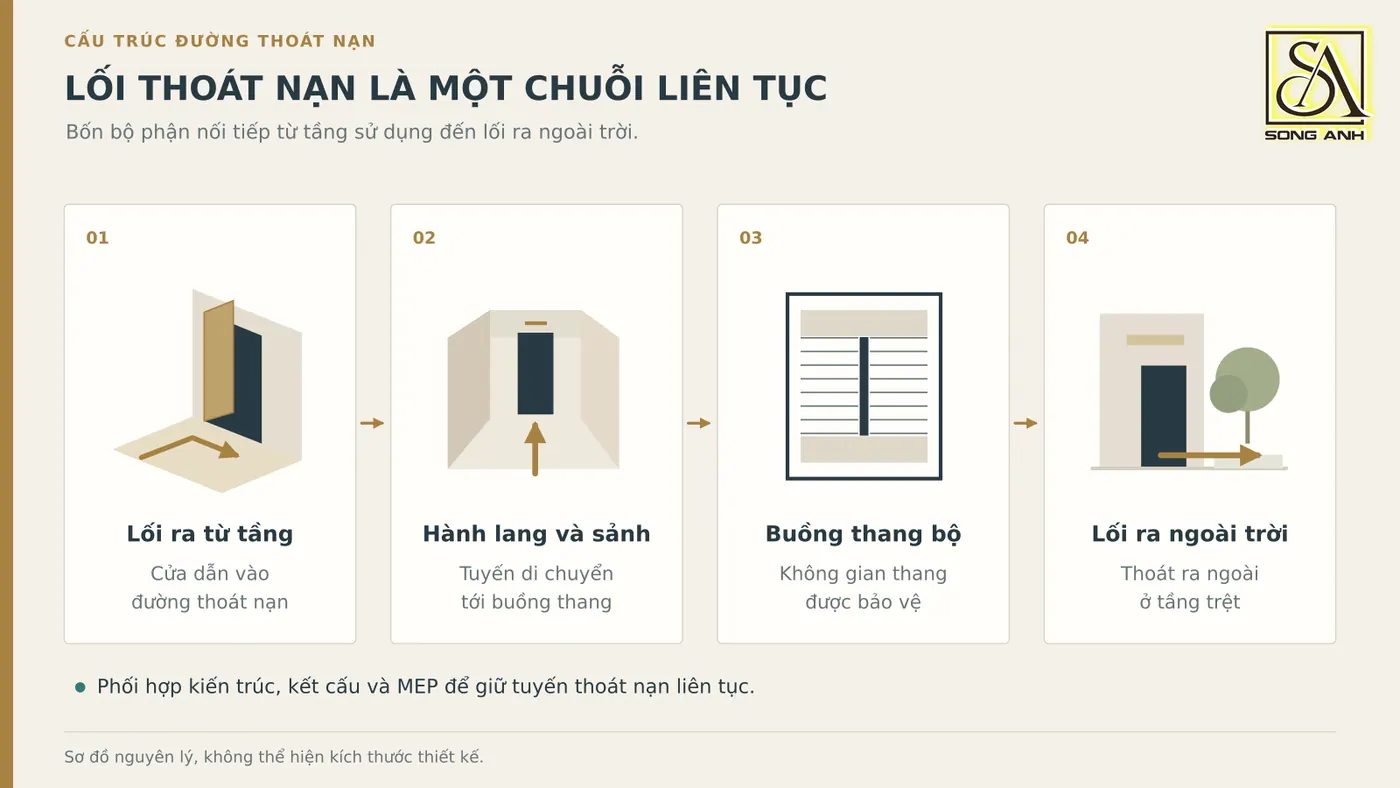 CẤU TRÚC ĐƯỜNG THOÁT NẠN
LỐI THOÁT NẠN LÀ MỘT CHUỖI LIÊN TỤC
Bốn bộ phận nối tiếp từ tầng sử dụng đến lối ra ngoài trời.
SA
SONG ANH
01
Lối ra từ tầng
Cửa dẫn vào
đường thoát nạn
02
Hành lang và sảnh
Tuyến di chuyển
tới buồng thang
03
Buồng thang bộ
Không gian thang
được bảo vệ
04
Lối ra ngoài trời
Thoát ra ngoài
ở tầng trệt
Phối hợp kiến trúc, kết cấu và MEP để giữ tuyến thoát nạn liên tục.
Sơ đồ nguyên lý, không thể hiện kích thước thiết kế.